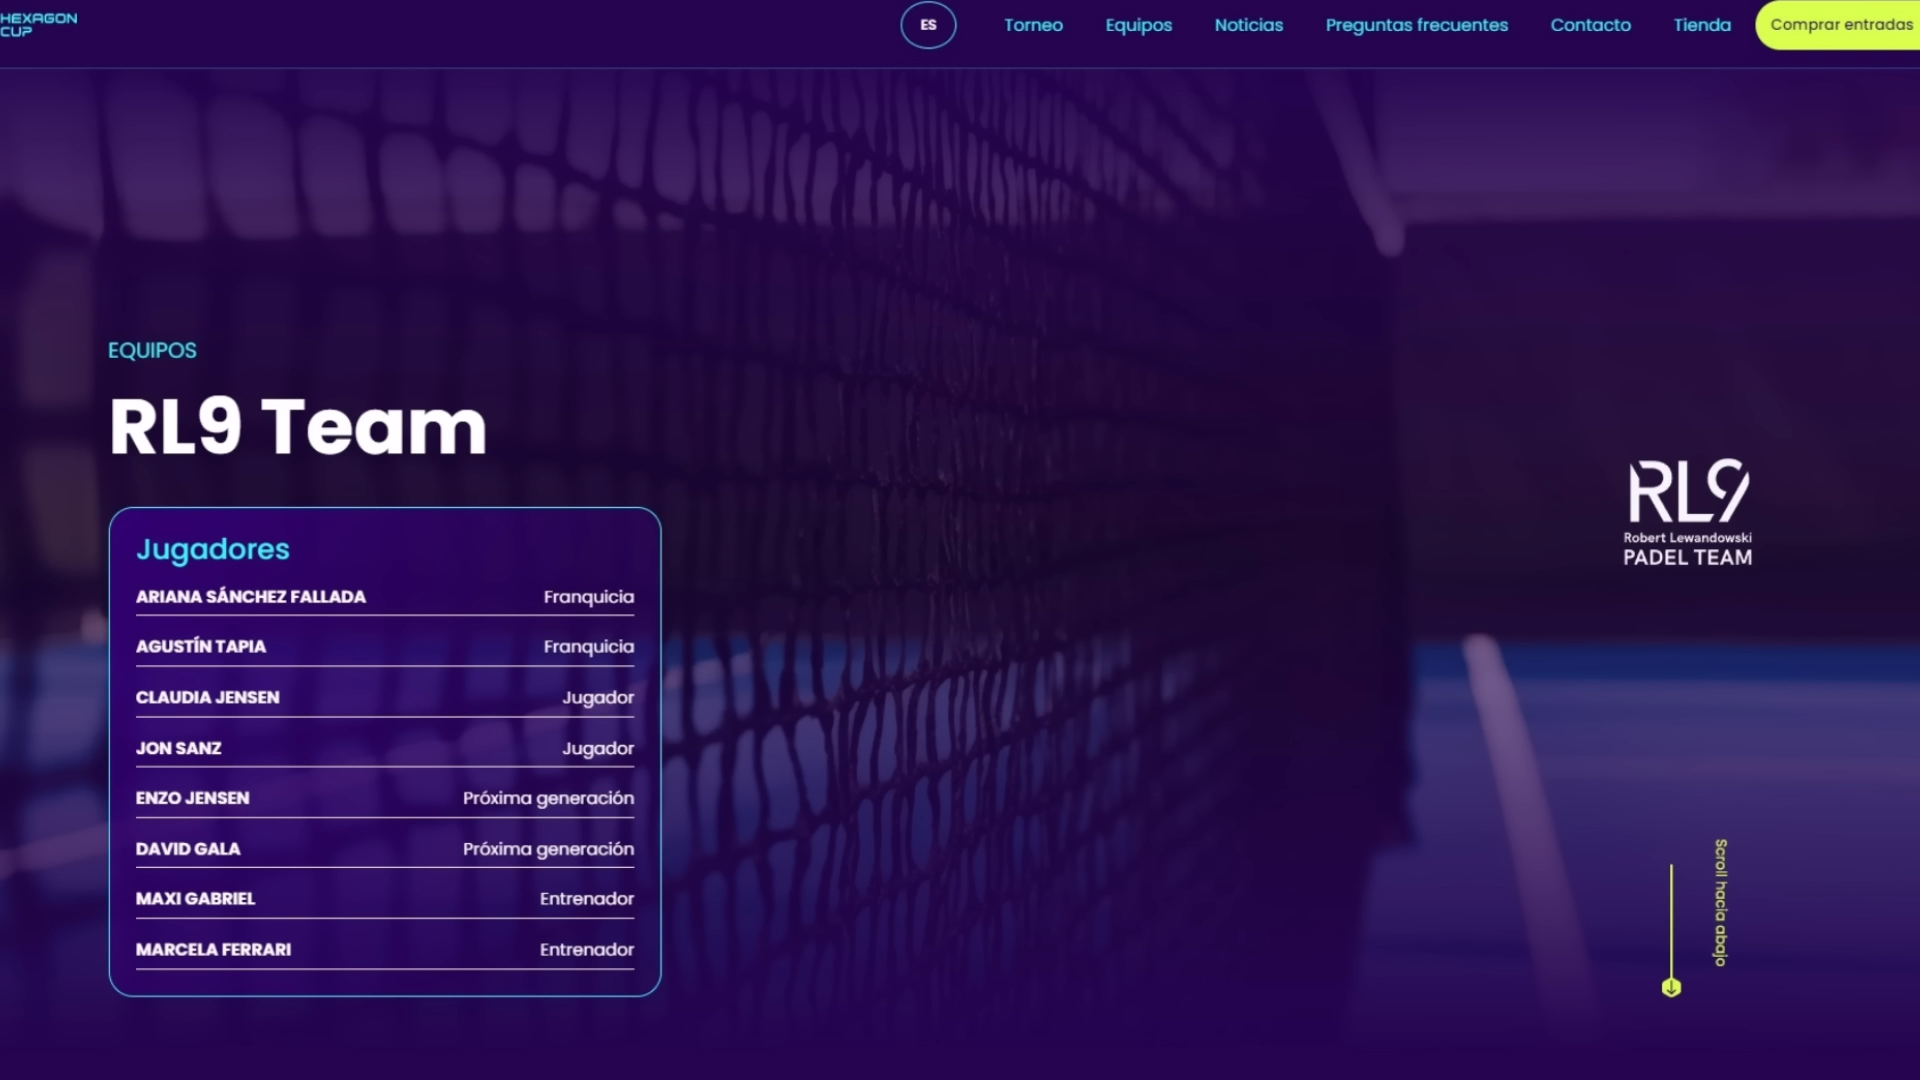 HEXAGON
CUP
ES
Torneo
Equipos
Noticias
Preguntas frecuentes
Contacto
Tienda
Comprar entradas
EQUIPOS
RL9 Team
Jugadores
ARIANA SÁNCHEZ FALLADA Franquicia
AGUSTÍN TAPIA Franquicia
CLAUDIA JENSEN Jugador
JON SANZ Jugador
ENZO JENSEN Próxima generación
DAVID GALA Próxima generación
MAXI GABRIEL Entrenador
MARCELA FERRARI Entrenador
RL9
Robert Lewandowski
PADEL TEAM
Scroll hacia abajo